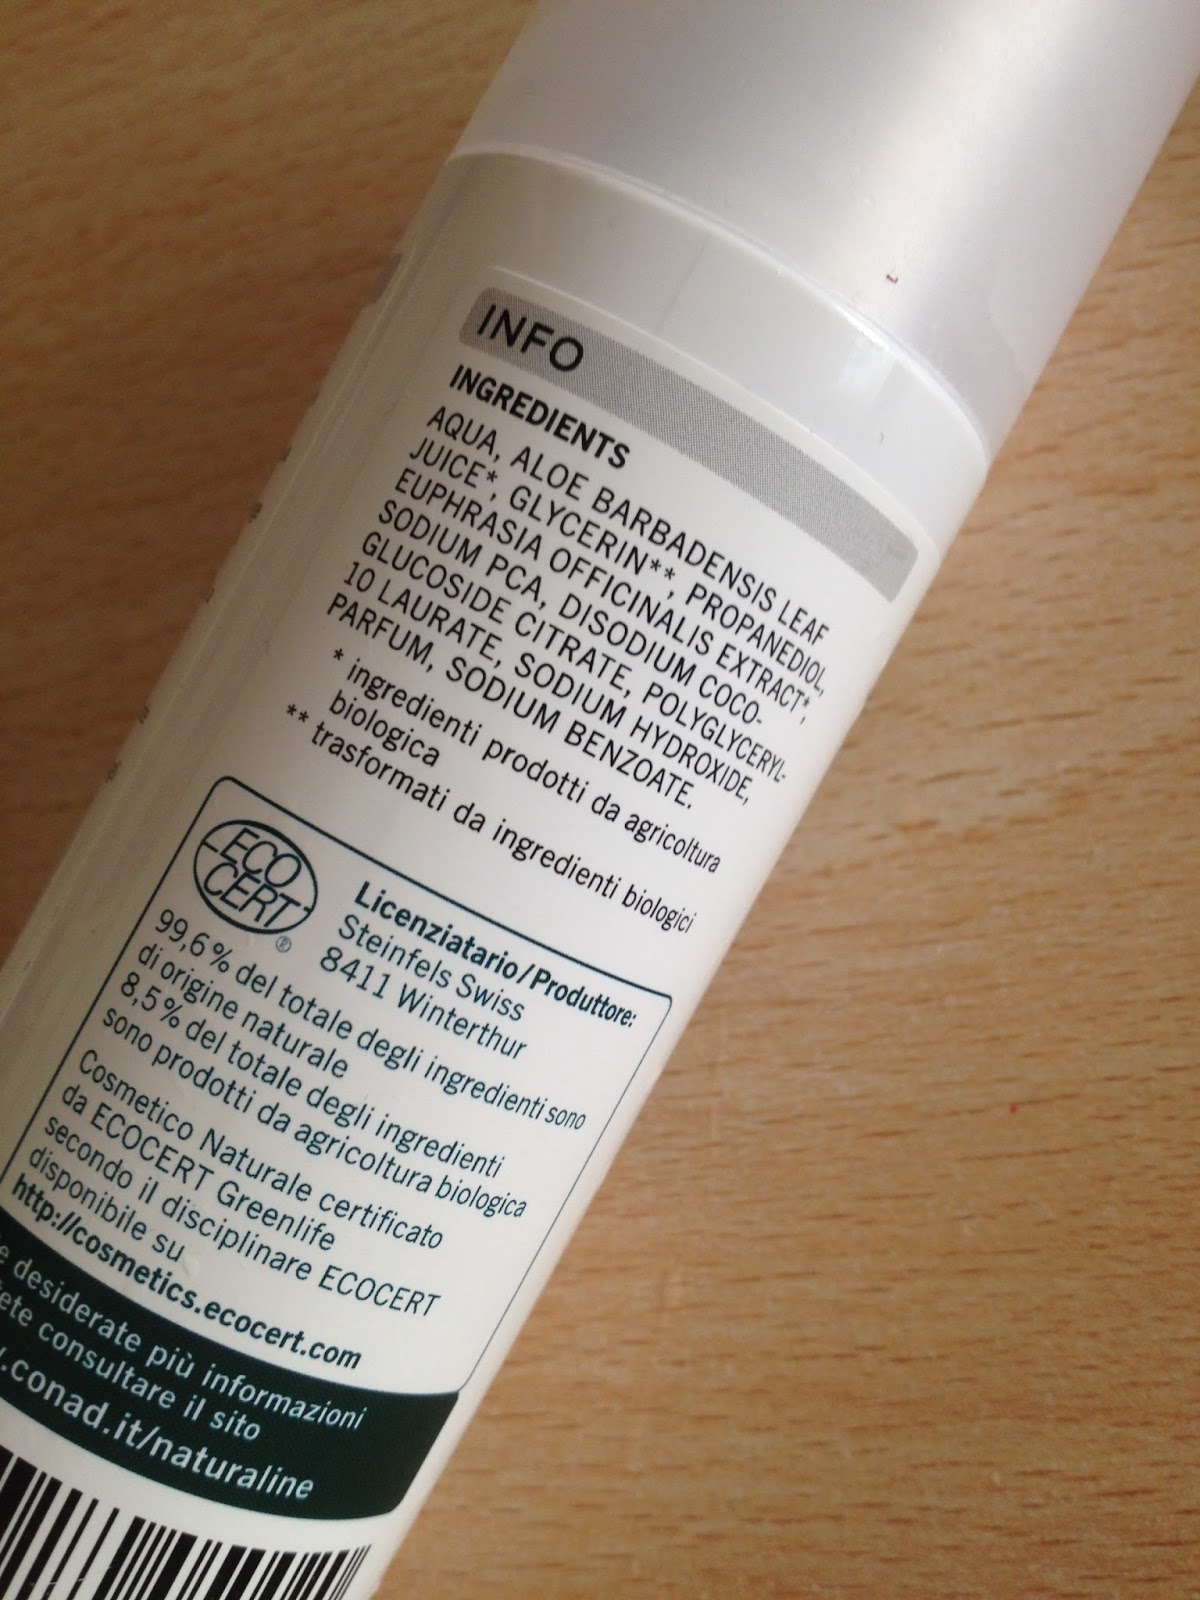 INFO
INGREDIENTS
AQUA, ALOE BARBADENSIS LEAF
JUICE*, GLYCERIN**, PROPANEDIOL,
EUPHRASIA OFFICINALIS EXTRACT*,
SODIUM PCA, DISODIUM COCO-
GLUCOSIDE CITRATE, POLYGLYCERYL-
10 LAURATE, SODIUM HYDROXIDE,
PARFUM, SODIUM BENZOATE.
* ingredienti prodotti da agricoltura
biologica
** trasformati da ingredienti biologici
ECO
CERT
®
Licenziatario/Produttore:
Steinfels Swiss
8411 Winterthur
99,6% del totale degli ingredienti sono
di origine naturale
8,5% del totale degli ingredienti
sono prodotti da agricoltura biologica
Cosmetico Naturale certificato
da ECOCERT Greenlife
secondo il disciplinare ECOCERT
disponibile su
http://cosmetics.ecocert.com
desiderate più informazioni
consultare il sito
.conad.it/naturaline